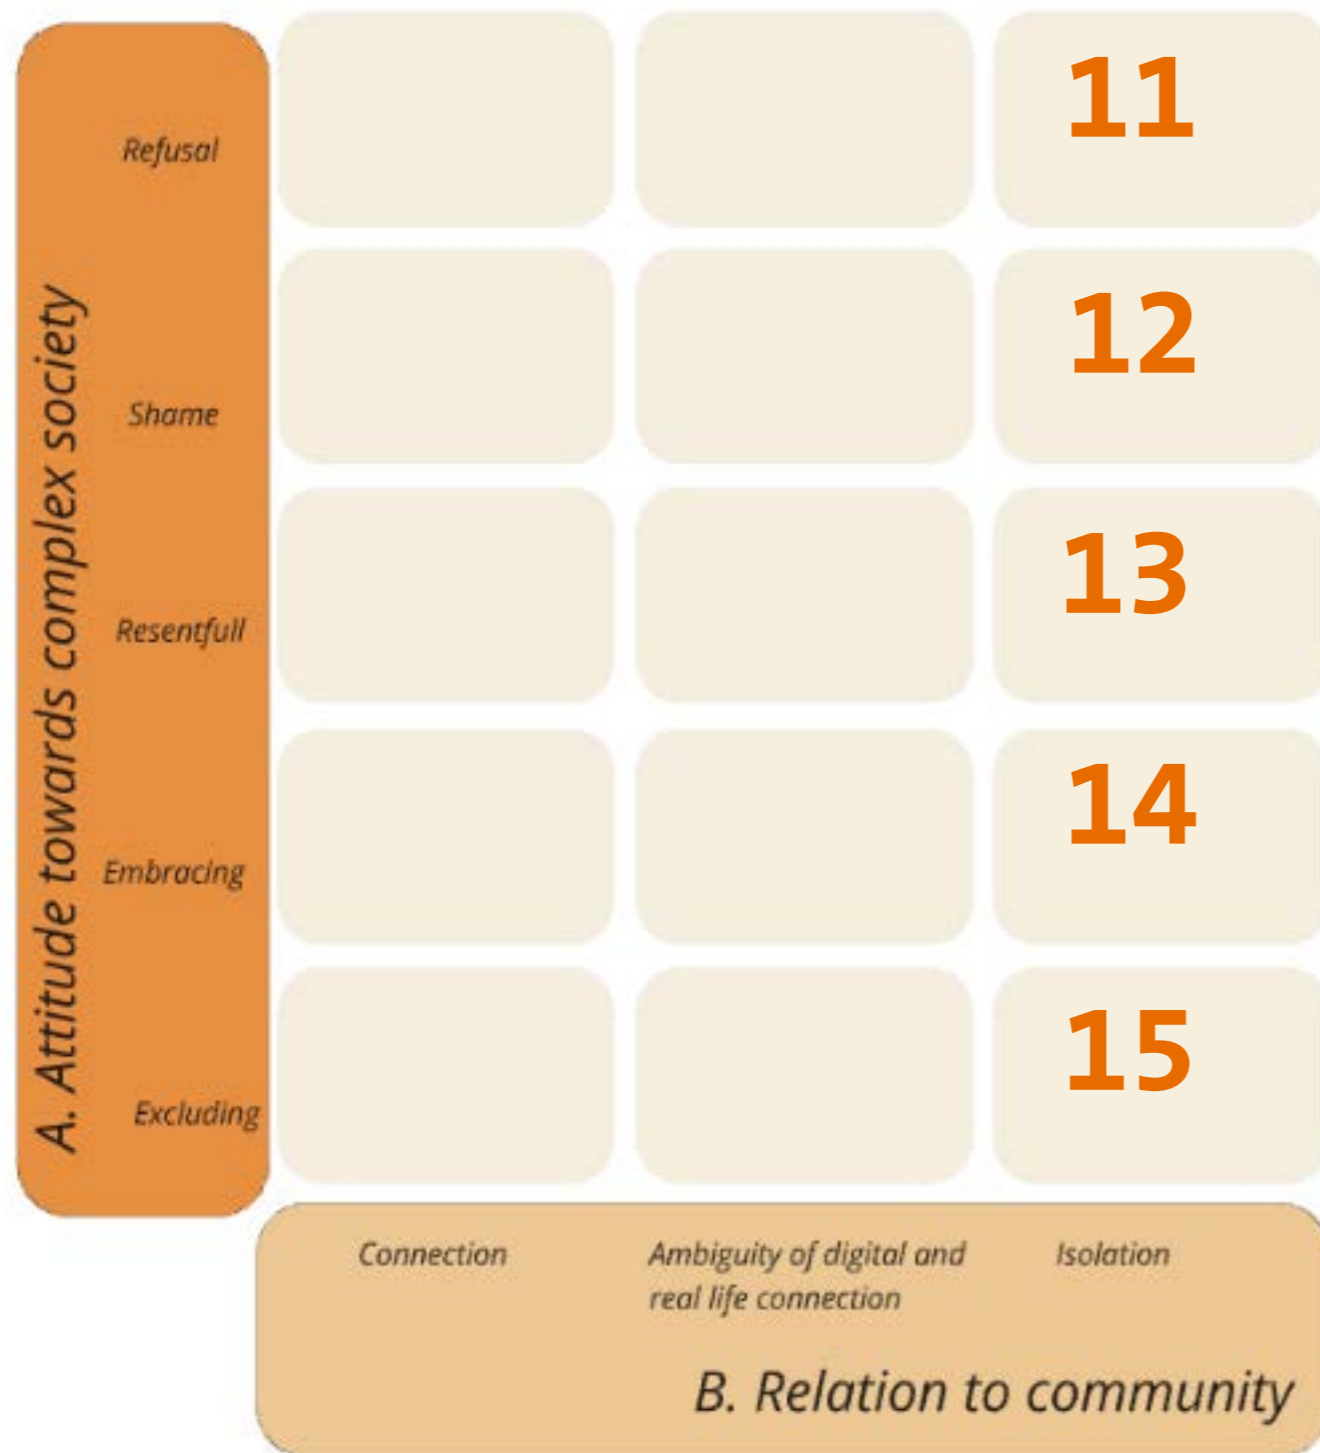 A. Attitude towards complex society
Refusal
11
Shame
12
Resentfull
13
Embracing
14
Excluding
15
Connection
Ambiguity of digital and
real life connection
Isolation
B. Relation to community